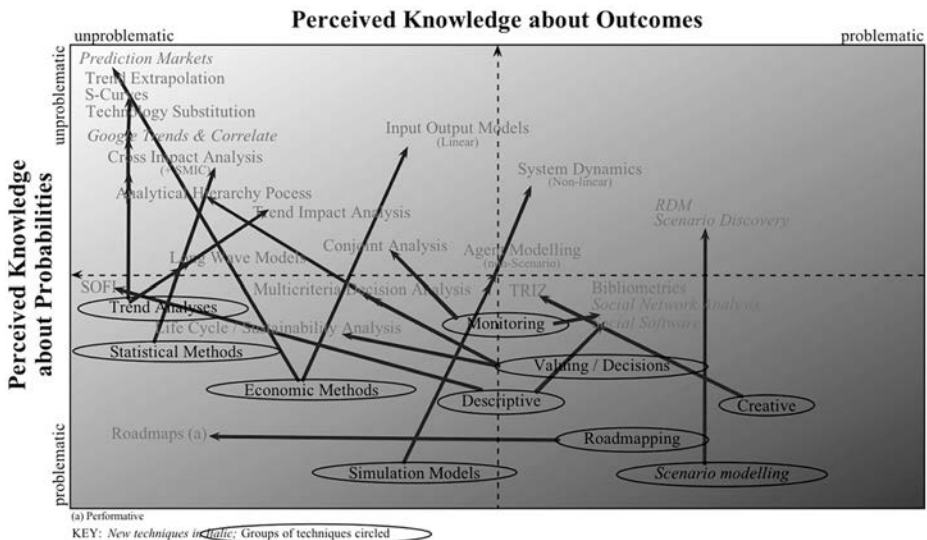 Perceived Knowledge about Outcomes
unproblematic
problematic
Perceived Knowledge
about Probabilities
unproblematic
problematic
Prediction Markets
Trend Extrapolation
S-Curves
Technology Substitution
Google Trends & Correlate
Cross Impact Analysis
(+ SMIC)
Analytical Hierarchy Pocess
Trend Impact Analysis
Input Output Models
(Linear)
System Dynamics
(Non-linear)
RDM
Scenario Discovery
Conjoint Analysis
Agent Modelling
(non-Scenario)
Long Wave Models
SOFI
Multicriteria Decision Analysis
TRIZ
Bibliometrics
Social Network Analysis
Social Software
Trend Analyses
Life Cycle / Sustainability Analysis
Monitoring
Statistical Methods
Valuing / Decisions
Economic Methods
Descriptive
Creative
Roadmaps (a)
Roadmapping
Simulation Models
Scenario modelling
(a) Performative
KEY: New techniques in Italic; Groups of techniques circled